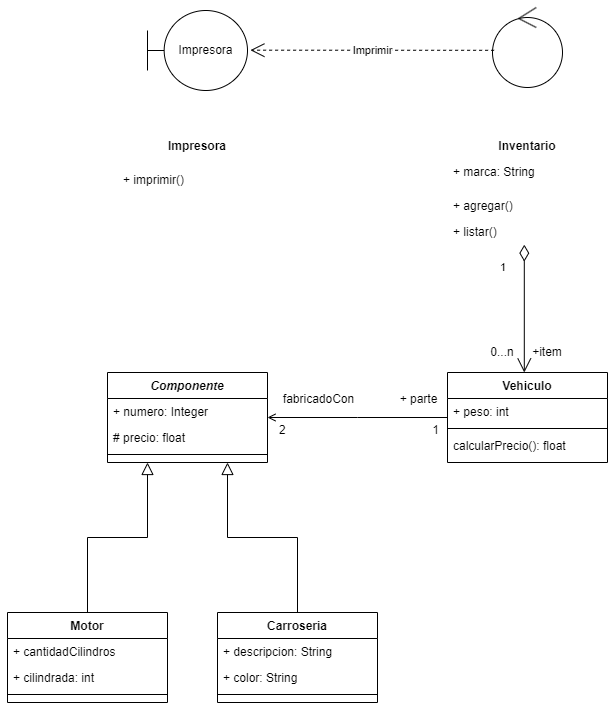 Impresora
Imprimir
Impresora
+ imprimir()
Inventario
+ marca: String
+ agregar()
+ listar()
1
0...n
+item
Componente
+ numero: Integer
# precio: float
fabricadoCon
+ parte
2
1
Vehiculo
+ peso: int
calcularPrecio(): float
Motor
+ cantidadCilindros
+ cilindrada: int
Carroseria
+ descripcion: String
+ color: String